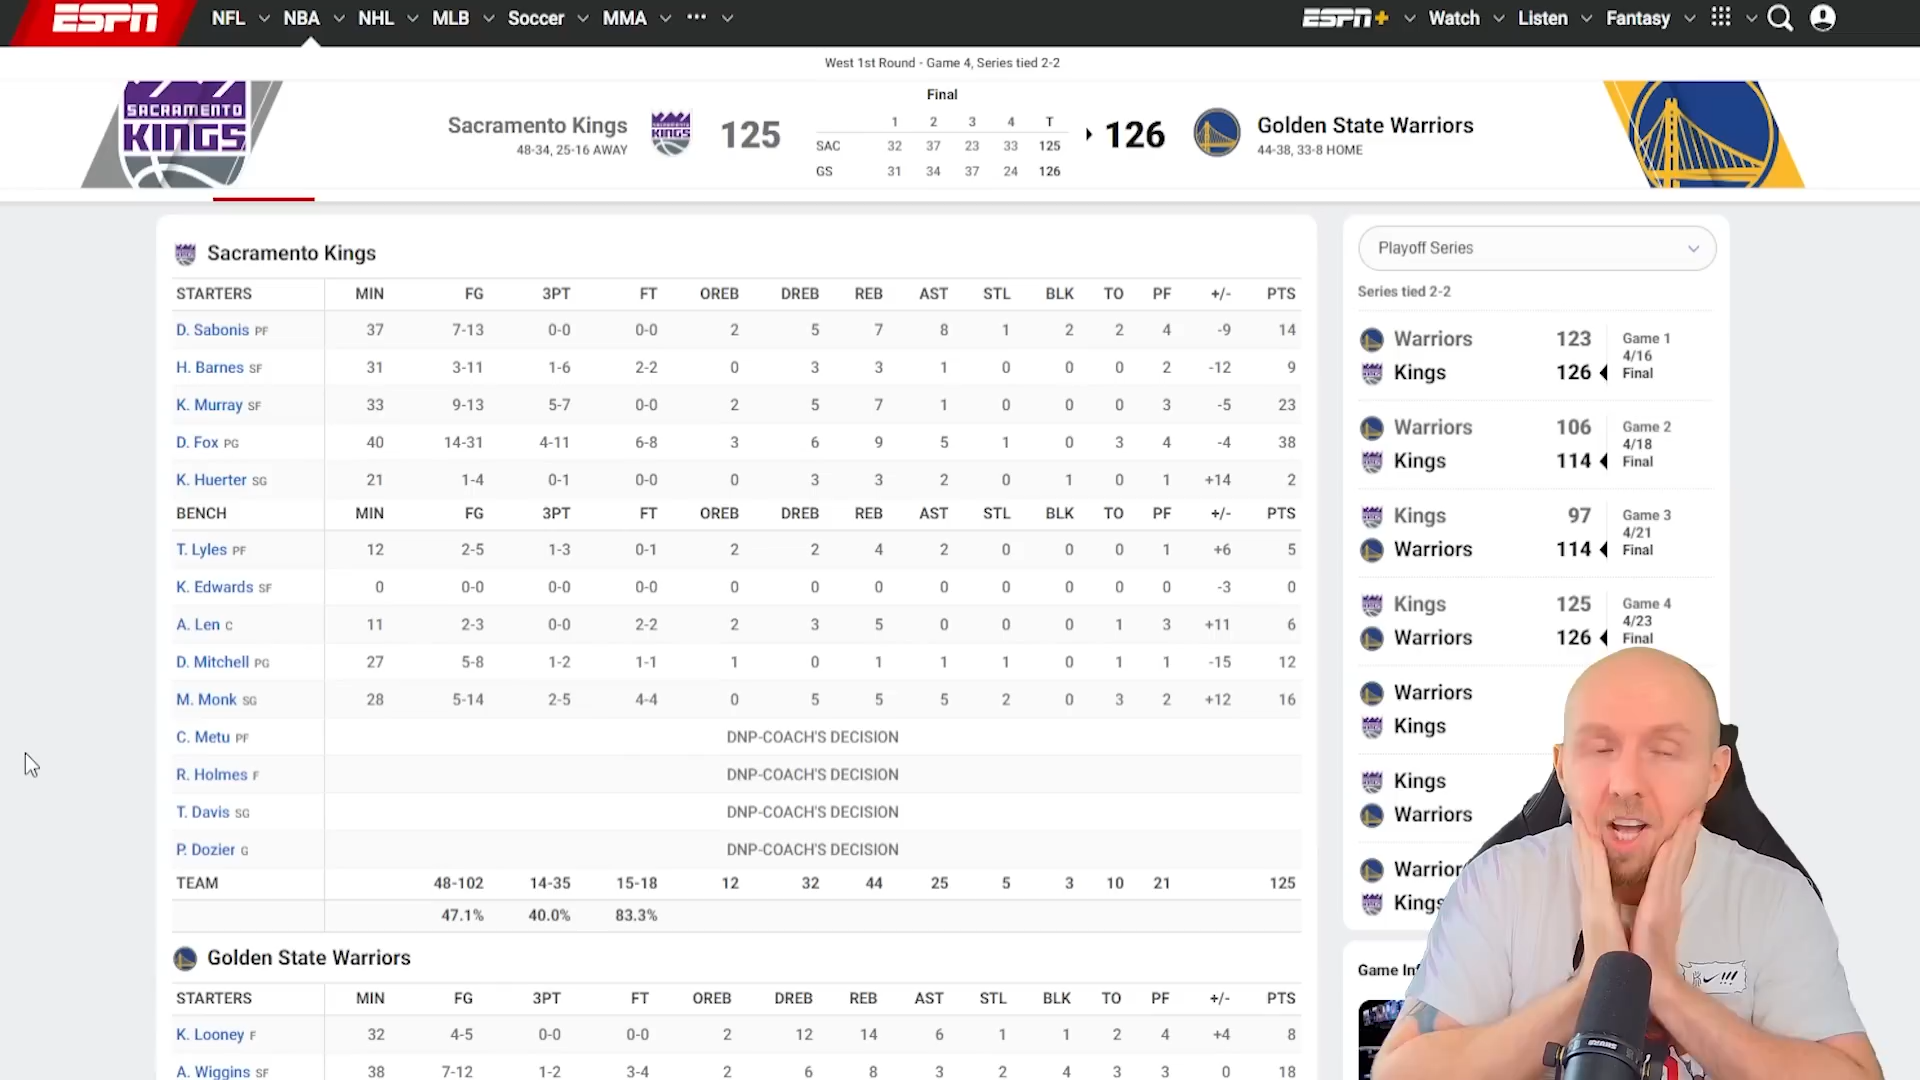 ESPN NFL NBA NHL MLB Soccer MMA ESPN+ Watch Listen Fantasy
West 1st Round - Game 4, Series tied 2-2
SACRAMENTO KINGS
Sacramento Kings
48-34, 25-16 AWAY
SACRAMENTO KINGS
125
Final
1 2 3 4 T
SAC 32 37 23 33 125
GS 31 34 37 24 126
126
Golden State Warriors
44-38, 33-8 HOME
Sacramento Kings
STARTERS MIN FG 3PT FT OREB DREB REB AST STL BLK TO PF +/- PTS
D. Sabonis PF 37 7-13 0-0 0-0 2 5 7 8 1 2 2 4 -9 14
H. Barnes SF 31 3-11 1-6 2-2 0 3 3 1 0 0 0 2 -12 9
K. Murray SF 33 9-13 5-7 0-0 2 5 7 1 0 0 0 3 -5 23
D. Fox PG 40 14-31 4-11 6-8 3 6 9 5 1 0 3 4 -4 38
K. Huerter SG 21 1-4 0-1 0-0 0 3 3 2 0 1 0 1 +14 2
BENCH MIN FG 3PT FT OREB DREB REB AST STL BLK TO PF +/- PTS
T. Lyles PF 12 2-5 1-3 0-1 2 2 4 2 0 0 0 1 +6 5
K. Edwards SF 0 0-0 0-0 0-0 0 0 0 0 0 0 0 0 -3 0
A. Len C 11 2-3 0-0 2-2 2 3 5 0 0 0 1 3 +11 6
D. Mitchell PG 27 5-8 1-2 1-1 1 0 1 1 1 0 1 1 -15 12
M. Monk SG 28 5-14 2-5 4-4 0 5 5 5 2 0 3 2 +12 16
C. Metu PF DNP-COACH'S DECISION
R. Holmes F DNP-COACH'S DECISION
T. Davis SG DNP-COACH'S DECISION
P. Dozier G DNP-COACH'S DECISION
TEAM 48-102 14-35 15-18 12 32 44 25 5 3 10 21 125
47.1% 40.0% 83.3%
Golden State Warriors
STARTERS MIN FG 3PT FT OREB DREB REB AST STL BLK TO PF +/- PTS
K. Looney F 32 4-5 0-0 0-0 2 12 14 6 1 1 2 4 +4 8
A. Wiggins SF 38 7-12 1-2 3-4 2 6 8 3 2 4 3 3 0 18
Playoff Series
Series tied 2-2
Warriors 123 Game 1
4/16
Kings 126 Final
Warriors 106 Game 2
4/18
Kings 114 Final
Kings 97 Game 3
4/21
Warriors 114 Final
Kings 125 Game 4
4/23
Warriors 126 Final
Warriors
Kings
Kings
Warriors
Warrior
Kings
Game Inf